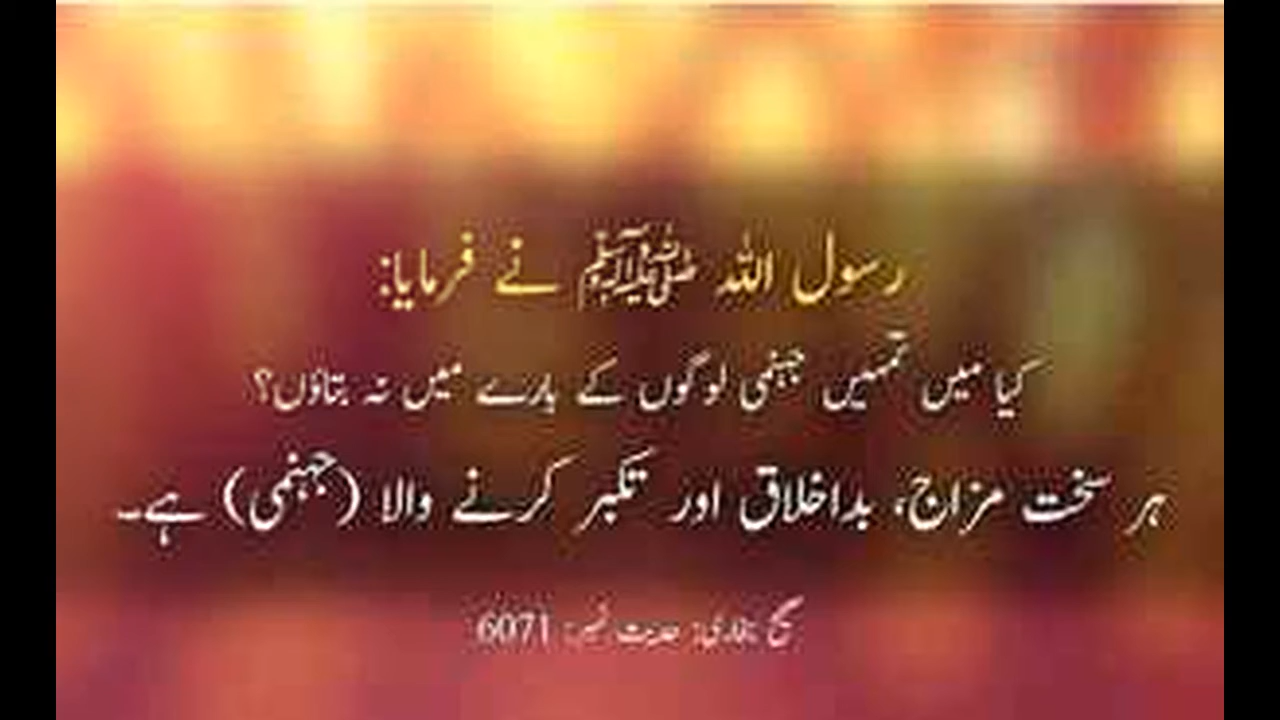 رسول اللہ ﷺ نے فرمایا:
کیا میں تمہیں جہنمی لوگوں کے بارے میں نہ بتاؤں؟
ہر سخت مزاج، بداخلاق اور تکبر کرنے والا (جہنمی) ہے۔
صحیح بخاری: حدیث نمبر: 6071